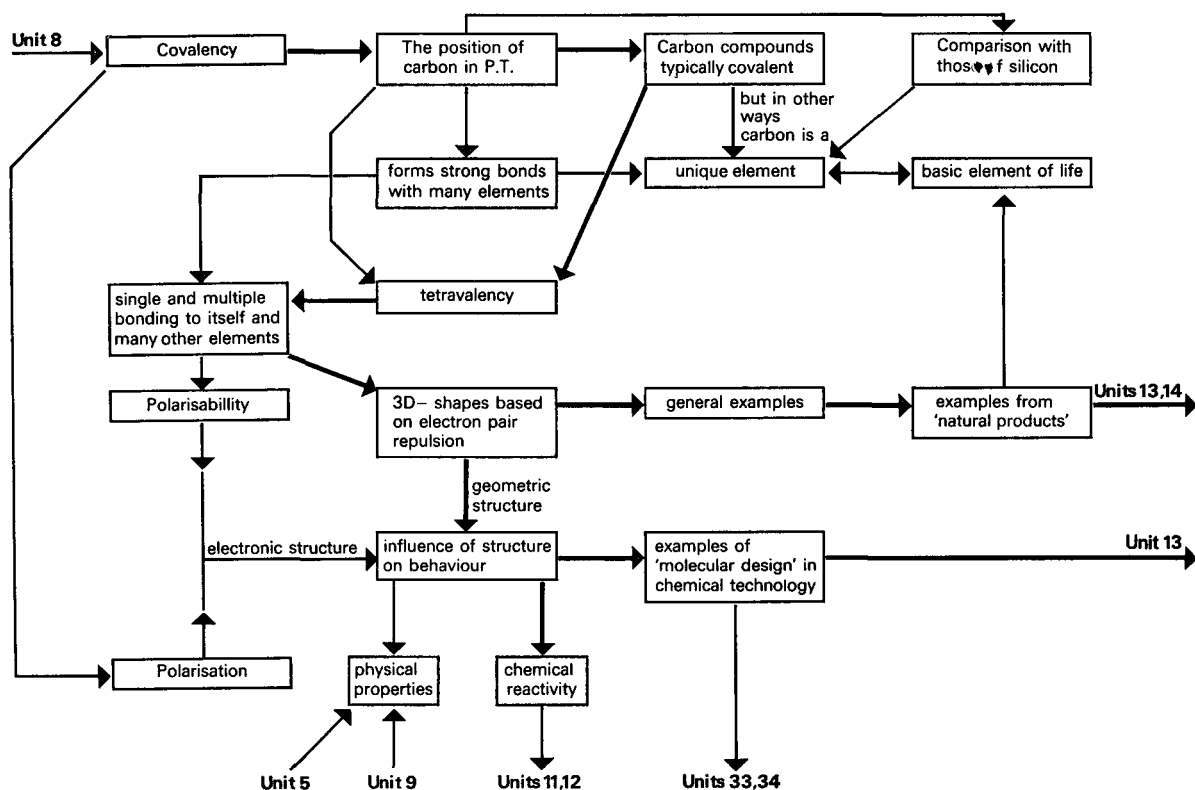 Unit 8
Covalency
The position of
carbon in P.T.
Carbon compounds
typically covalent
Comparison with
of silicon
but in other
ways
carbon is a
forms strong bonds
with many elements
unique element
basic element of life
single and multiple
bonding to itself and
many other elements
tetravalency
Polarisabillity
3D– shapes based
on electron pair
repulsion
general examples
examples from
'natural products'
Units 13,14
geometric
structure
electronic structure
influence of structure
on behaviour
examples of
'molecular design' in
chemical technology
Unit 13
Polarisation
physical
properties
chemical
reactivity
Unit 5
Unit 9
Units 11,12
Units 33,34